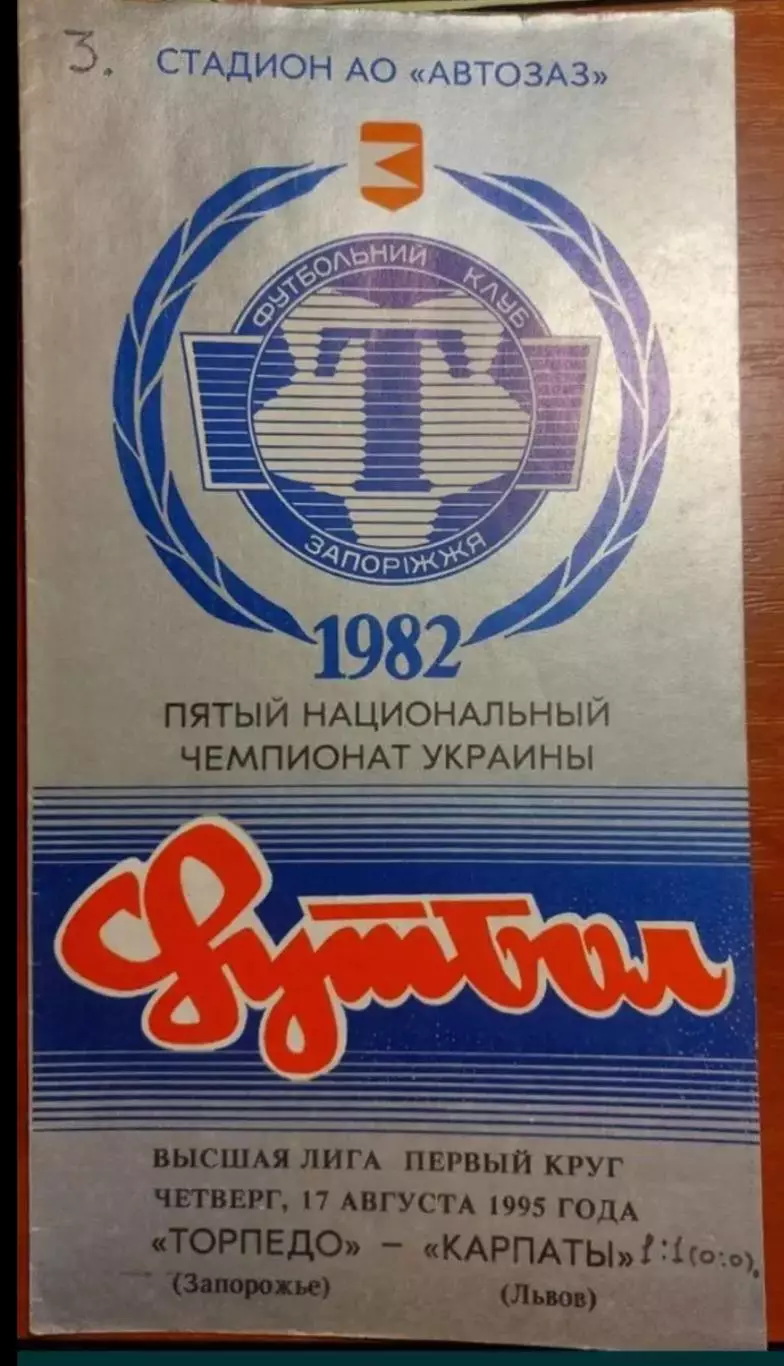 3. СТАДИОН АО «АВТОЗАЗ»
ФУТБОЛЬНИЙ КЛУБ
Т
ЗАПОРІЖЖЯ
1982
ПЯТЫЙ НАЦИОНАЛЬНЫЙ
ЧЕМПИОНАТ УКРАИНЫ
Футбол
ВЫСШАЯ ЛИГА ПЕРВЫЙ КРУГ
ЧЕТВЕРГ, 17 АВГУСТА 1995 ГОДА
«ТОРПЕДО» – «КАРПАТЫ» 1:1 (0:0).
(Запорожье) (Львов)